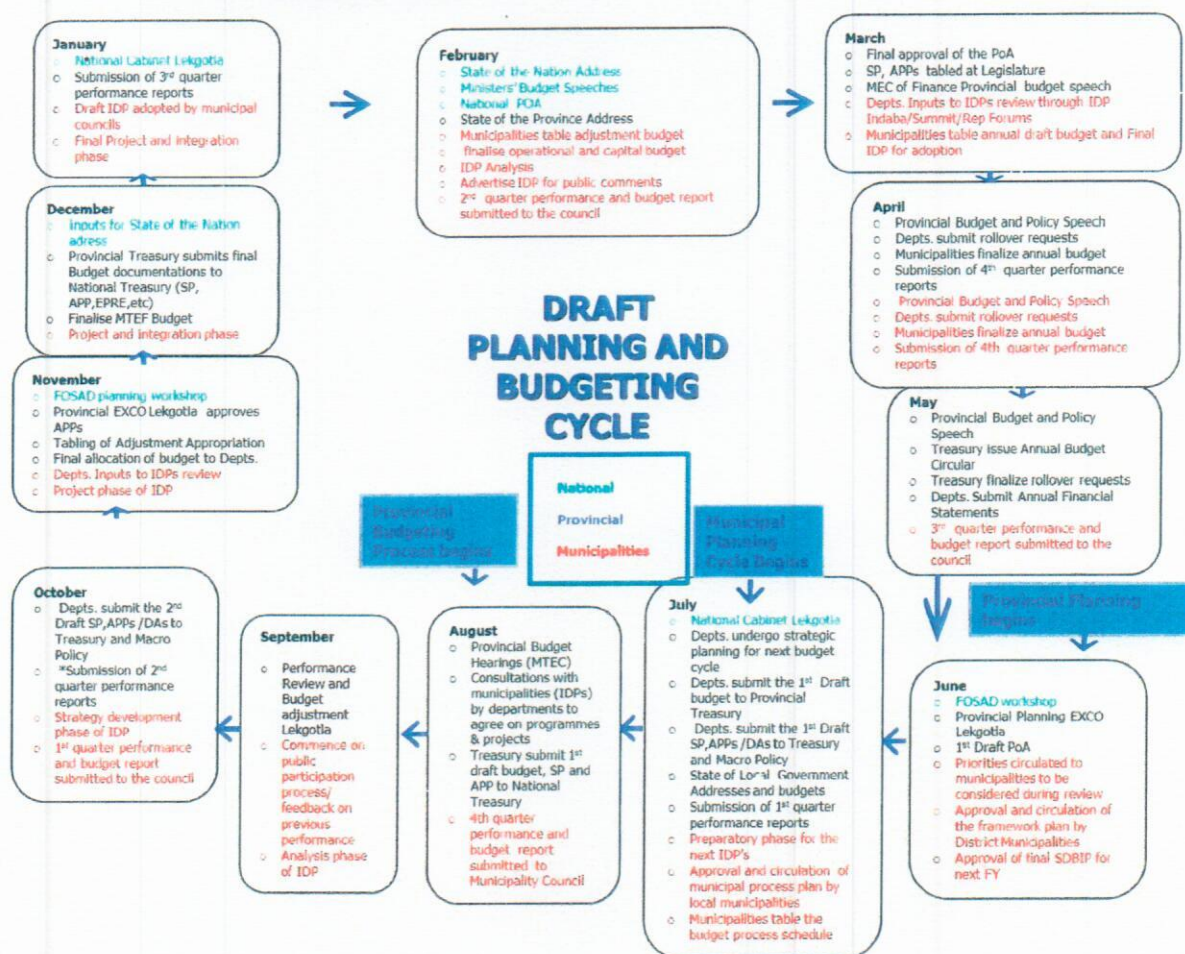 January
National Cabinet Lekgotla
Submission of 3rd quarter
performance reports
Draft IDP adopted by municipal
councils
Final Project and integration
phase
February
State of the Nation Address
Ministers' Budget Speeches
National POA
State of the Province Address
Municipalities table adjustment budget
finalise operational and capital budget
IDP Analysis
Advertise IDP for public comments
2nd quarter performance and budget report
submitted to the council
March
Final approval of the PoA
SP, APPs tabled at Legislature
MEC of Finance Provincial budget speech
Depts. Inputs to IDPs review through IDP
Indaba/Summit/Rep Forums
Municipalities table annual draft budget and Final
IDP for adoption
December
Inputs for State of the Nation
adress
Provincial Treasury submits final
Budget documentations to
National Treasury (SP,
APP,EPRE,etc)
Finalise MTEF Budget
Project and integration phase
April
Provincial Budget and Policy Speech
Depts. submit rollover requests
Municipalities finalize annual budget
Submission of 4th quarter performance
reports
Provincial Budget and Policy Speech
Depts. submit rollover requests
Municipalities finalize annual budget
Submission of 4th quarter performance
reports
DRAFT
PLANNING AND
BUDGETING
CYCLE
November
FOSAD planning workshop
Provincial EXCO Lekgotla approves
APPs
Tabling of Adjustment Appropriation
Final allocation of budget to Depts.
Depts. Inputs to IDPs review
Project phase of IDP
May
Provincial Budget and Policy
Speech
Treasury issue Annual Budget
Circular
Treasury finalize rollover requests
Depts. Submit Annual Financial
Statements
3rd quarter performance and
budget report submitted to the
council
National
Provincial
Municipalities
Provincial
Budgeting
Process begins
Municipal
Planning
Cycle Begins
Provincial Planning
begins
October
Depts. submit the 2nd
Draft SP,APPs /DAs to
Treasury and Macro
Policy
*Submission of 2nd
quarter performance
reports
Strategy development
phase of IDP
1st quarter performance
and budget report
submitted to the council
September
Performance
Review and
Budget
adjustment
Lekgotla
Commence on
public
participation
process/
feedback on
previous
performance
Analysis phase
of IDP
August
Provincial Budget
Hearings (MTEC)
Consultations with
municipalities (IDPs)
by departments to
agree on programmes
& projects
Treasury submit 1st
draft budget, SP and
APP to National
Treasury
4th quarter
performance and
budget report
submitted to
Municipality Council
July
National Cabinet Lekgotla
Depts. undergo strategic
planning for next budget
cycle
Depts. submit the 1st Draft
budget to Provincial
Treasury
Depts. submit the 1st Draft
SP,APPs /DAs to Treasury
and Macro Policy
State of Local Government
Addresses and budgets
Submission of 1st quarter
performance reports
Preparatory phase for the
next IDP's
Approval and circulation of
municipal process plan by
local municipalities
Municipalities table the
budget process schedule
June
FOSAD workshop
Provincial Planning EXCO
Lekgotla
1st Draft PoA
Priorities circulated to
municipalities to be
considered during review
Approval and circulation of
the framework plan by
District Municipalities
Approval of final SDBIP for
next FY